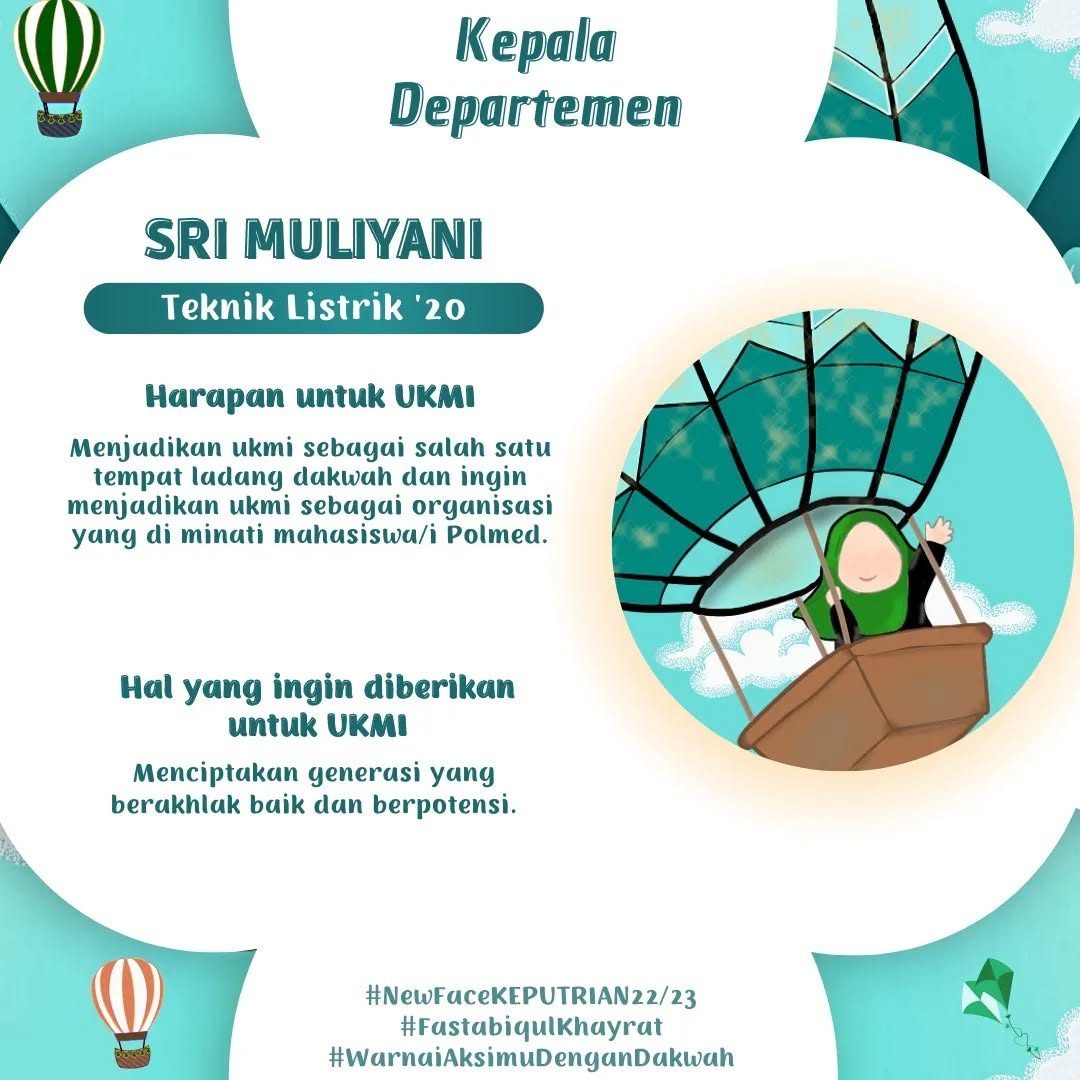 Kepala
Departemen
SRI MULIYANI
Teknik Listrik '20
Harapan untuk UKMI
Menjadikan ukmi sebagai salah satu
tempat ladang dakwah dan ingin
menjadikan ukmi sebagai organisasi
yang di minati mahasiswa/i Polmed.
Hal yang ingin diberikan
untuk UKMI
Menciptakan generasi yang
berakhlak baik dan berpotensi.
#NewFaceKEPUTRIAN22/23
#FastabiqulKhayrat
#WarnaiAksimuDenganDakwah